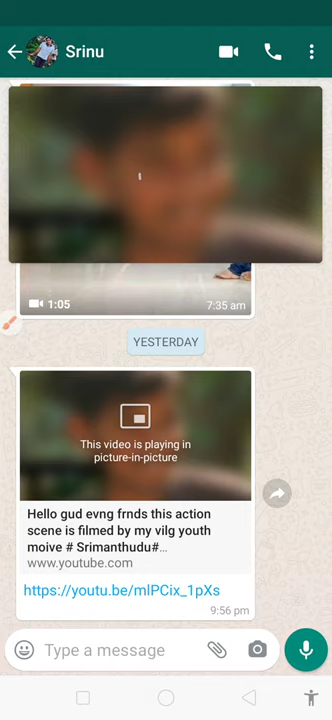 Srinu
1:05
7:35 am
YESTERDAY
This video is playing in
picture-in-picture
Hello gud evng frnds this action
scene is filmed by my vilg youth
moive # Srimanthudu#...
www.youtube.com
https://youtu.be/mlPCix_1pXs
9:56 pm
Type a message